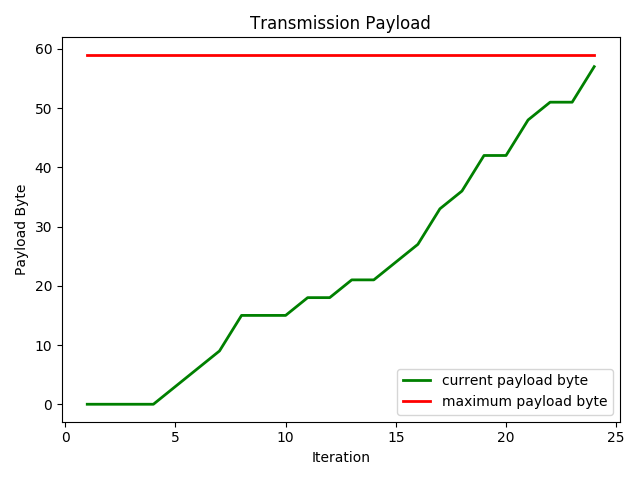 Transmission Payload
60
50
40
30
20
10
0
Payload Byte
current payload byte
maximum payload byte
0 5 10 15 20 25
Iteration